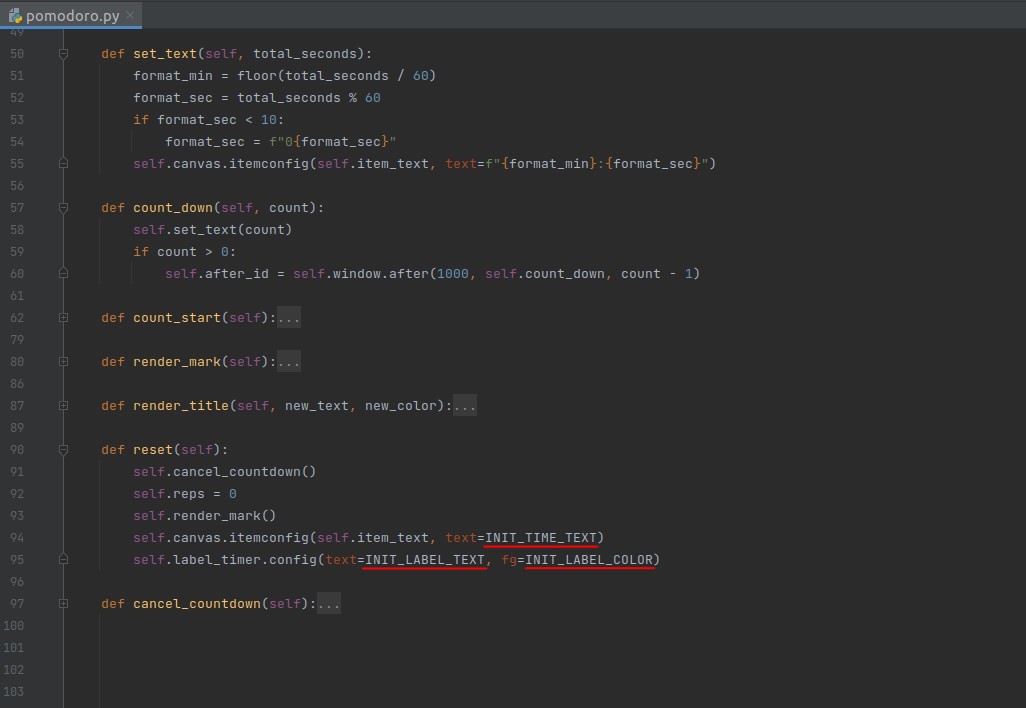 pomodoro.py
49
50 def set_text(self, total_seconds):
51 format_min = floor(total_seconds / 60)
52 format_sec = total_seconds % 60
53 if format_sec < 10:
54 format_sec = f"0{format_sec}"
55 self.canvas.itemconfig(self.item_text, text=f"{format_min}:{format_sec}")
56
57 def count_down(self, count):
58 self.set_text(count)
59 if count > 0:
60 self.after_id = self.window.after(1000, self.count_down, count - 1)
61
62 def count_start(self):...
79
80 def render_mark(self):...
86
87 def render_title(self, new_text, new_color):...
89
90 def reset(self):
91 self.cancel_countdown()
92 self.reps = 0
93 self.render_mark()
94 self.canvas.itemconfig(self.item_text, text=INIT_TIME_TEXT)
95 self.label_timer.config(text=INIT_LABEL_TEXT, fg=INIT_LABEL_COLOR)
96
97 def cancel_countdown(self):...
100
101
102
103